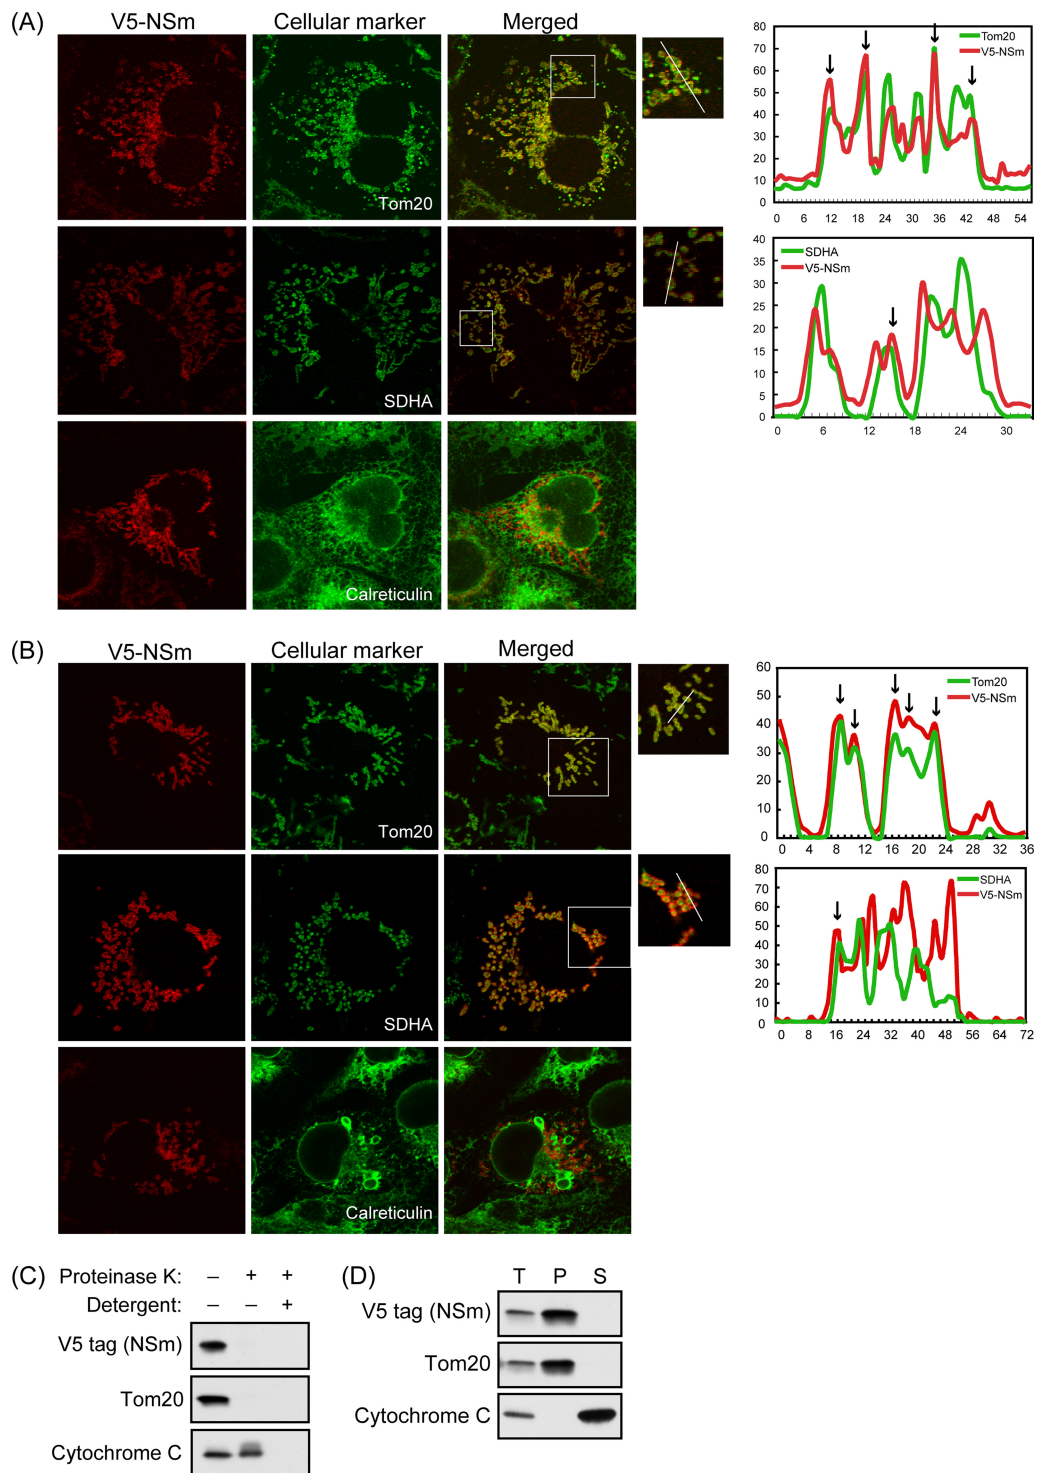 (A)
V5-NSm Cellular marker Merged
Tom20
SDHA
Calreticulin
80
70
60
50
40
30
20
10
0
Tom20
V5-NSm
0 6 12 18 24 30 36 42 48 54
40
35
30
25
20
15
10
5
0
SDHA
V5-NSm
0 6 12 18 24 30
(B)
V5-NSm Cellular marker Merged
Tom20
SDHA
Calreticulin
60
50
40
30
20
10
0
Tom20
V5-NSm
0 4 8 12 16 20 24 28 32 36
80
70
60
50
40
30
20
10
0
SDHA
V5-NSm
0 8 16 24 32 40 48 56 64 72
(C)
Proteinase K: – + +
Detergent: – – +
V5 tag (NSm)
Tom20
Cytochrome C
(D)
T P S
V5 tag (NSm)
Tom20
Cytochrome C